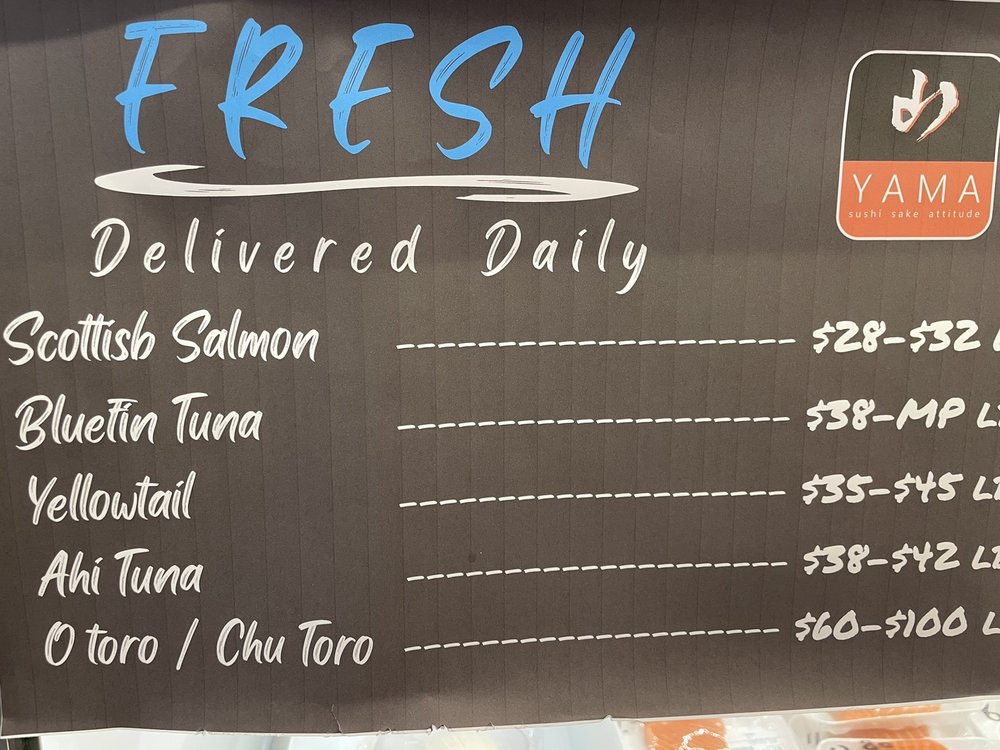 FRESH
Delivered Daily
YAMA
sushi sake attitude
Scottish Salmon ---------------------------- $28-$32
Bluefin Tuna ---------------------------- $38-MP
Yellowtail ---------------------------- $35-$45
Ahi Tuna --------------------------- $38-$42
O toro / Chu Toro --------------------------- $60-$100